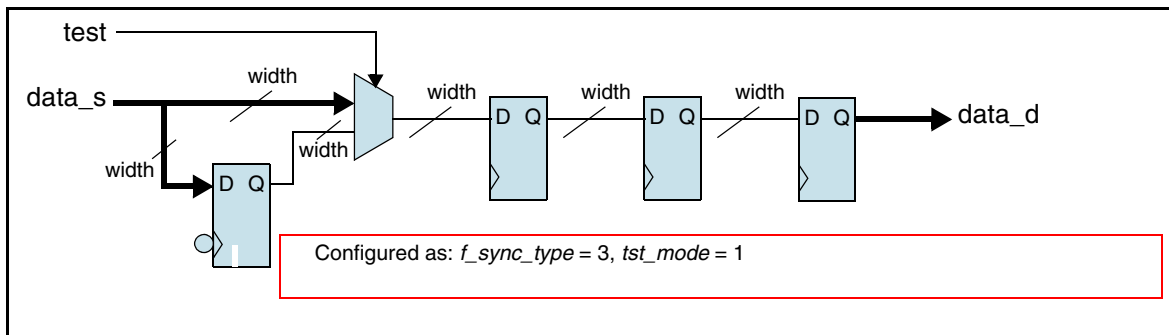 test
data_s
width
width
width
width
width
width
D Q
D Q
D Q
D Q
data_d
Configured as: f_sync_type = 3, tst_mode = 1